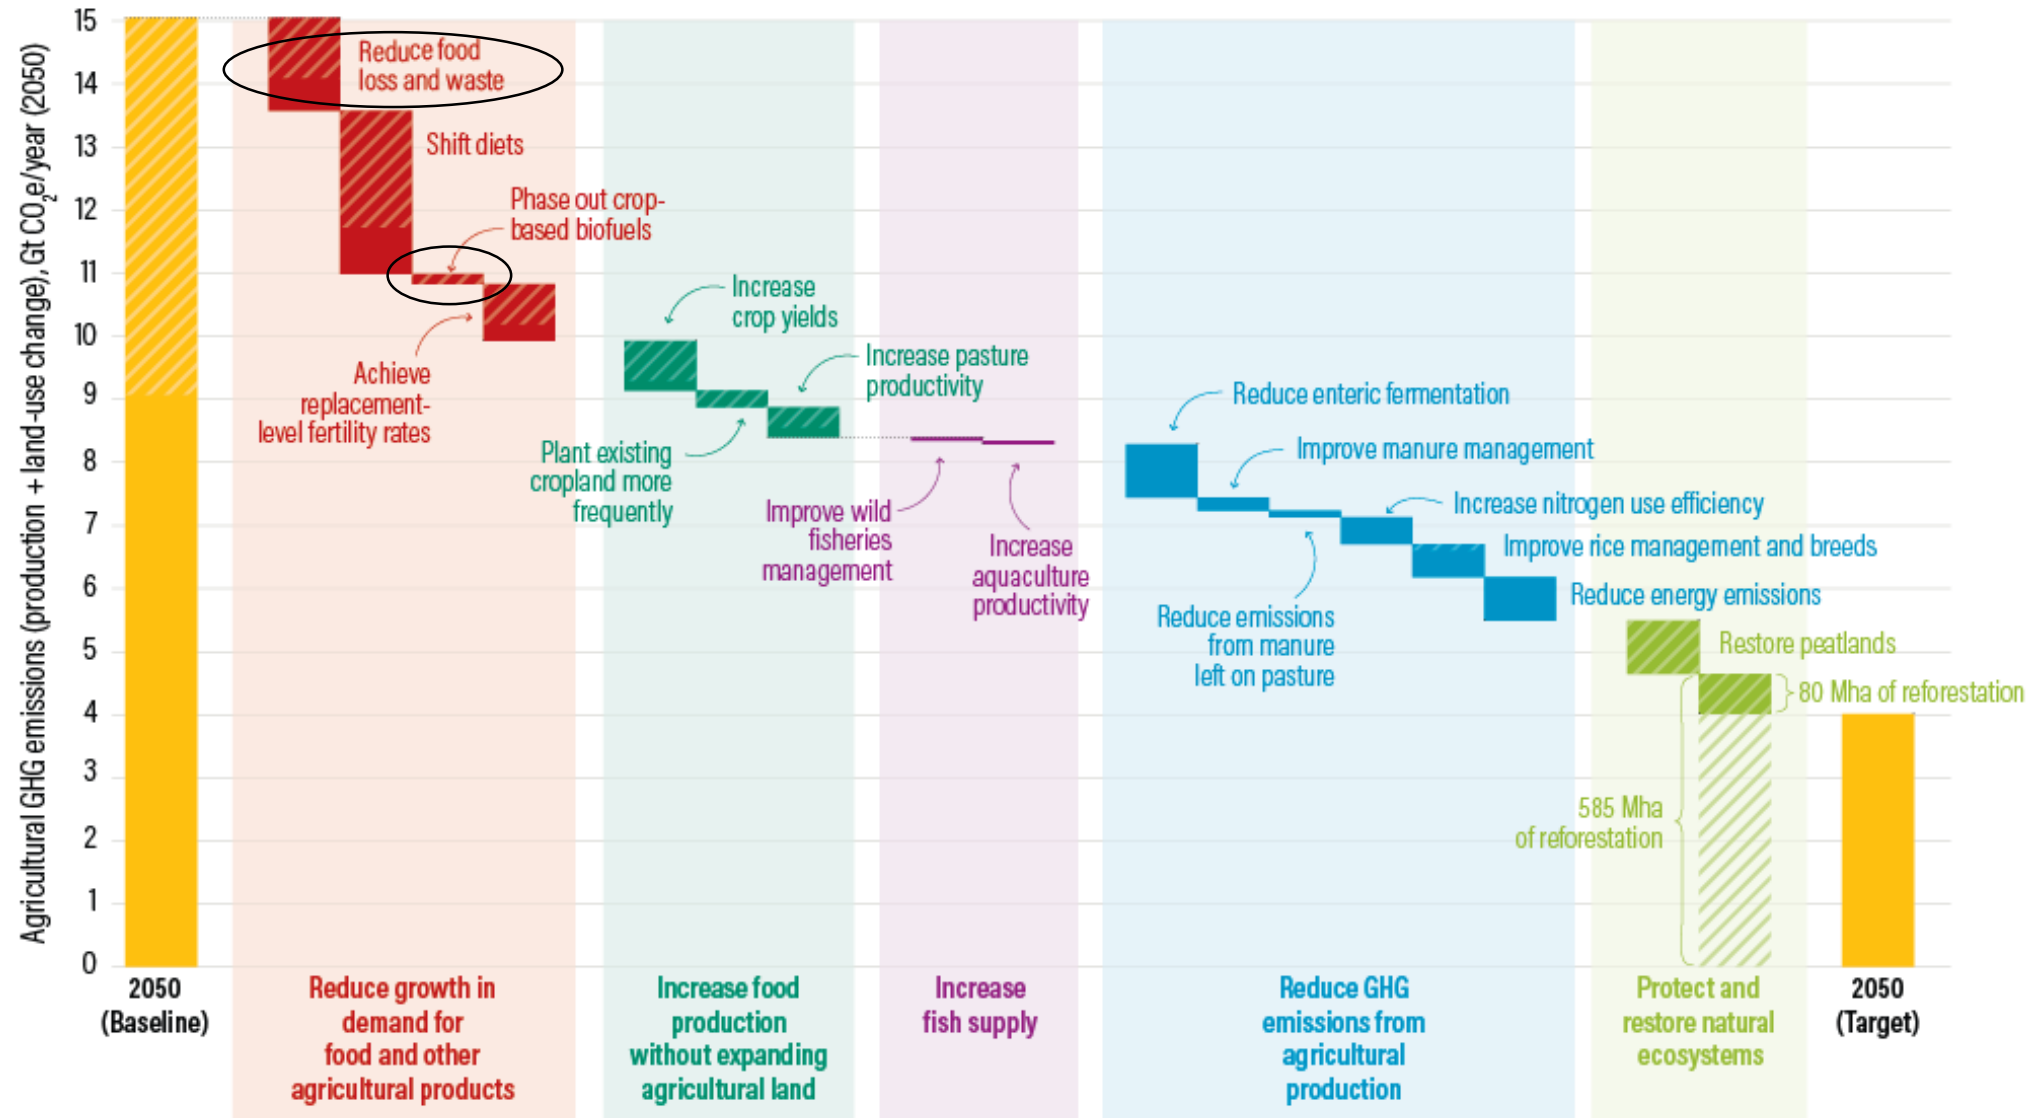 Agricultural GHG emissions (production + land-use change), Gt CO₂e/year (2050)
15
14
13
12
11
10
9
8
7
6
5
4
3
2
1
0
Reduce food
loss and waste
Shift diets
Phase out crop-
based biofuels
Achieve
replacement-
level fertility rates
Increase
crop yields
Plant existing
cropland more
frequently
Increase pasture
productivity
Improve wild
fisheries
management
Increase
aquaculture
productivity
Reduce enteric fermentation
Improve manure management
Reduce emissions
from manure
left on pasture
Increase nitrogen use efficiency
Improve rice management and breeds
Reduce energy emissions
Restore peatlands
80 Mha of reforestation
585 Mha
of reforestation
2050
(Baseline)
Reduce growth in
demand for
food and other
agricultural products
Increase food
production
without expanding
agricultural land
Increase
fish supply
Reduce GHG
emissions from
agricultural
production
Protect and
restore natural
ecosystems
2050
(Target)